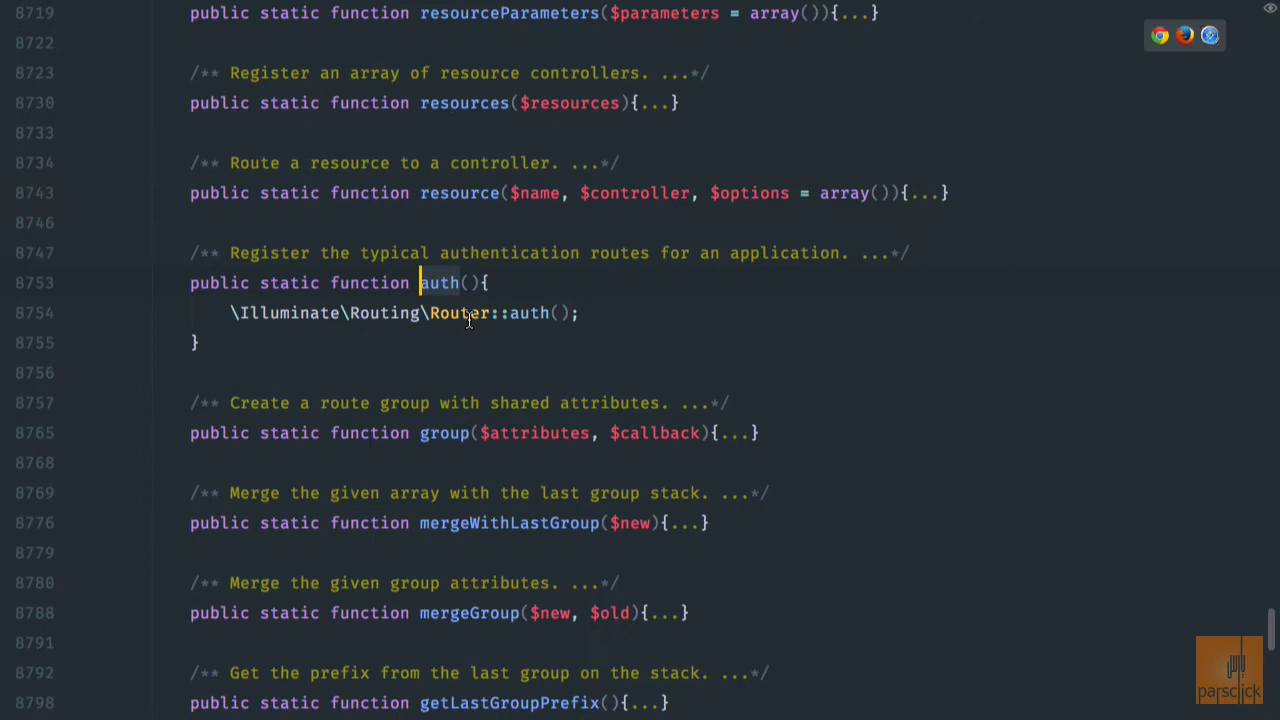 8719 public static function resourceParameters($parameters = array()){...}
8722
8723 /** Register an array of resource controllers. ...*/
8730 public static function resources($resources){...}
8733
8734 /** Route a resource to a controller. ...*/
8743 public static function resource($name, $controller, $options = array()){...}
8746
8747 /** Register the typical authentication routes for an application. ...*/
8753 public static function auth(){
8754 \Illuminate\Routing\Router::auth();
8755 }
8756
8757 /** Create a route group with shared attributes. ...*/
8765 public static function group($attributes, $callback){...}
8768
8769 /** Merge the given array with the last group stack. ...*/
8776 public static function mergeWithLastGroup($new){...}
8779
8780 /** Merge the given group attributes. ...*/
8788 public static function mergeGroup($new, $old){...}
8791
8792 /** Get the prefix from the last group on the stack. ...*/
8798 public static function getLastGroupPrefix(){...}
parsclick